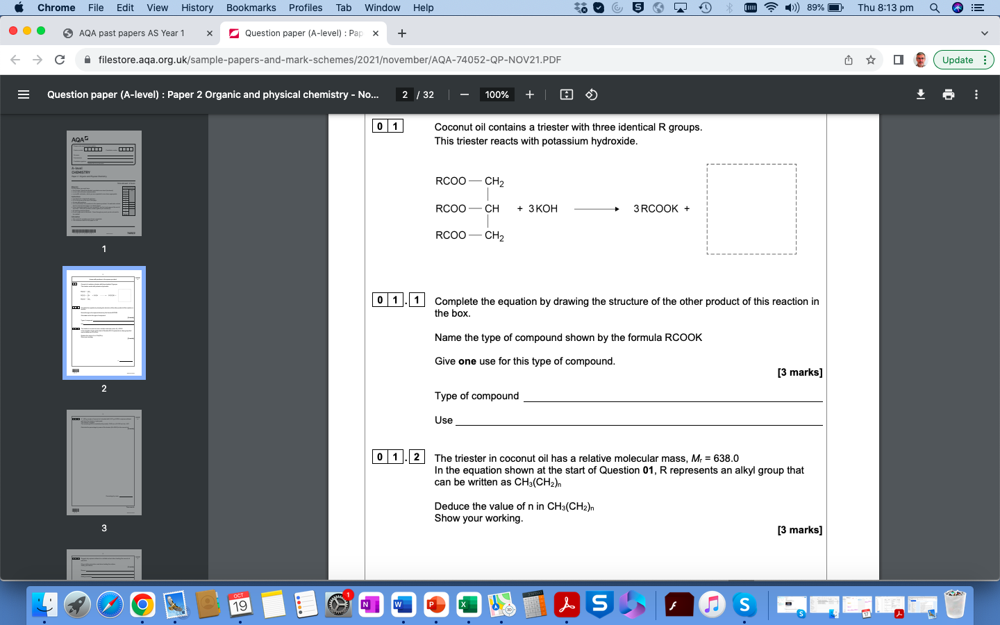 Chrome File Edit View History Bookmarks Profiles Tab Window Help 89% Thu 8:13 pm
AQA past papers AS Year 1 × Question paper (A-level) : Pap × +
filestore.aqa.org.uk/sample-papers-and-mark-schemes/2021/november/AQA-74052-QP-NOV21.PDF Update
Question paper (A-level) : Paper 2 Organic and physical chemistry - No... 2 / 32 − 100% +
AQA
A-level
CHEMISTRY
1
2
3
0 1 Coconut oil contains a triester with three identical R groups.
This triester reacts with potassium hydroxide.
RCOO — CH₂
RCOO — CH + 3 KOH → 3 RCOOK +
RCOO — CH₂
0 1 . 1 Complete the equation by drawing the structure of the other product of this reaction in
the box.
Name the type of compound shown by the formula RCOOK
Give one use for this type of compound.
[3 marks]
Type of compound
Use
0 1 . 2 The triester in coconut oil has a relative molecular mass, Mᵣ = 638.0
In the equation shown at the start of Question 01, R represents an alkyl group that
can be written as CH₃(CH₂)ₙ
Deduce the value of n in CH₃(CH₂)ₙ
Show your working.
[3 marks]
OCT
19
1
N W P X S